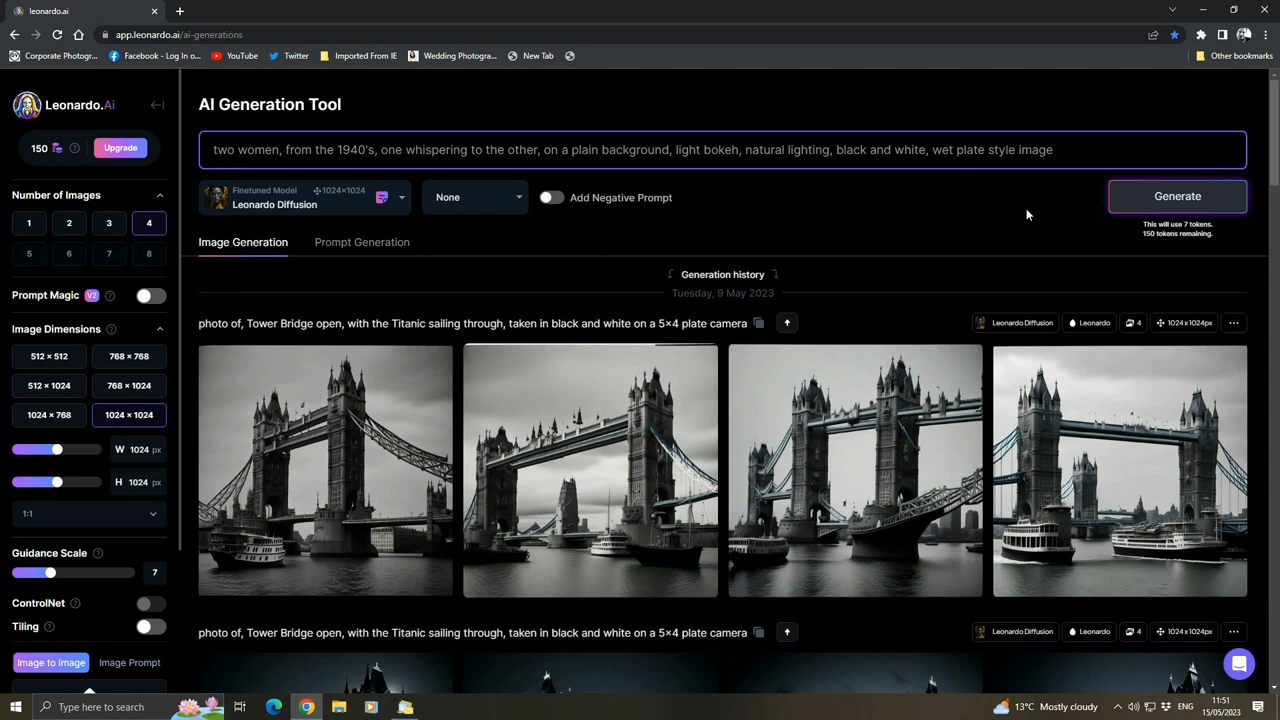 leonardo.ai
app.leonardo.ai/ai-generations
Corporate Photogr...
Facebook - Log In o...
YouTube
Twitter
Imported From IE
Wedding Photogra...
New Tab
Other bookmarks
Leonardo.Ai
150
Upgrade
Number of Images
1 2 3 4
5 6 7 8
Prompt Magic V2
Image Dimensions
512 × 512 768 × 768
512 × 1024 768 × 1024
1024 × 768 1024 × 1024
W 1024 px
H 1024 px
1:1
Guidance Scale
7
ControlNet
Tiling
Image to Image Image Prompt
AI Generation Tool
two women, from the 1940's, one whispering to the other, on a plain background, light bokeh, natural lighting, black and white, wet plate style image
Finetuned Model 1024×1024
Leonardo Diffusion
None
Add Negative Prompt
Generate
This will use 7 tokens.
150 tokens remaining.
Image Generation Prompt Generation
Generation history
Tuesday, 9 May 2023
photo of, Tower Bridge open, with the Titanic sailing through, taken in black and white on a 5×4 plate camera
Leonardo Diffusion Leonardo 4 1024x1024px
photo of, Tower Bridge open, with the Titanic sailing through, taken in black and white on a 5×4 plate camera
Leonardo Diffusion Leonardo 4 1024x1024px
Type here to search
13°C Mostly cloudy
ENG
11:51
15/05/2023